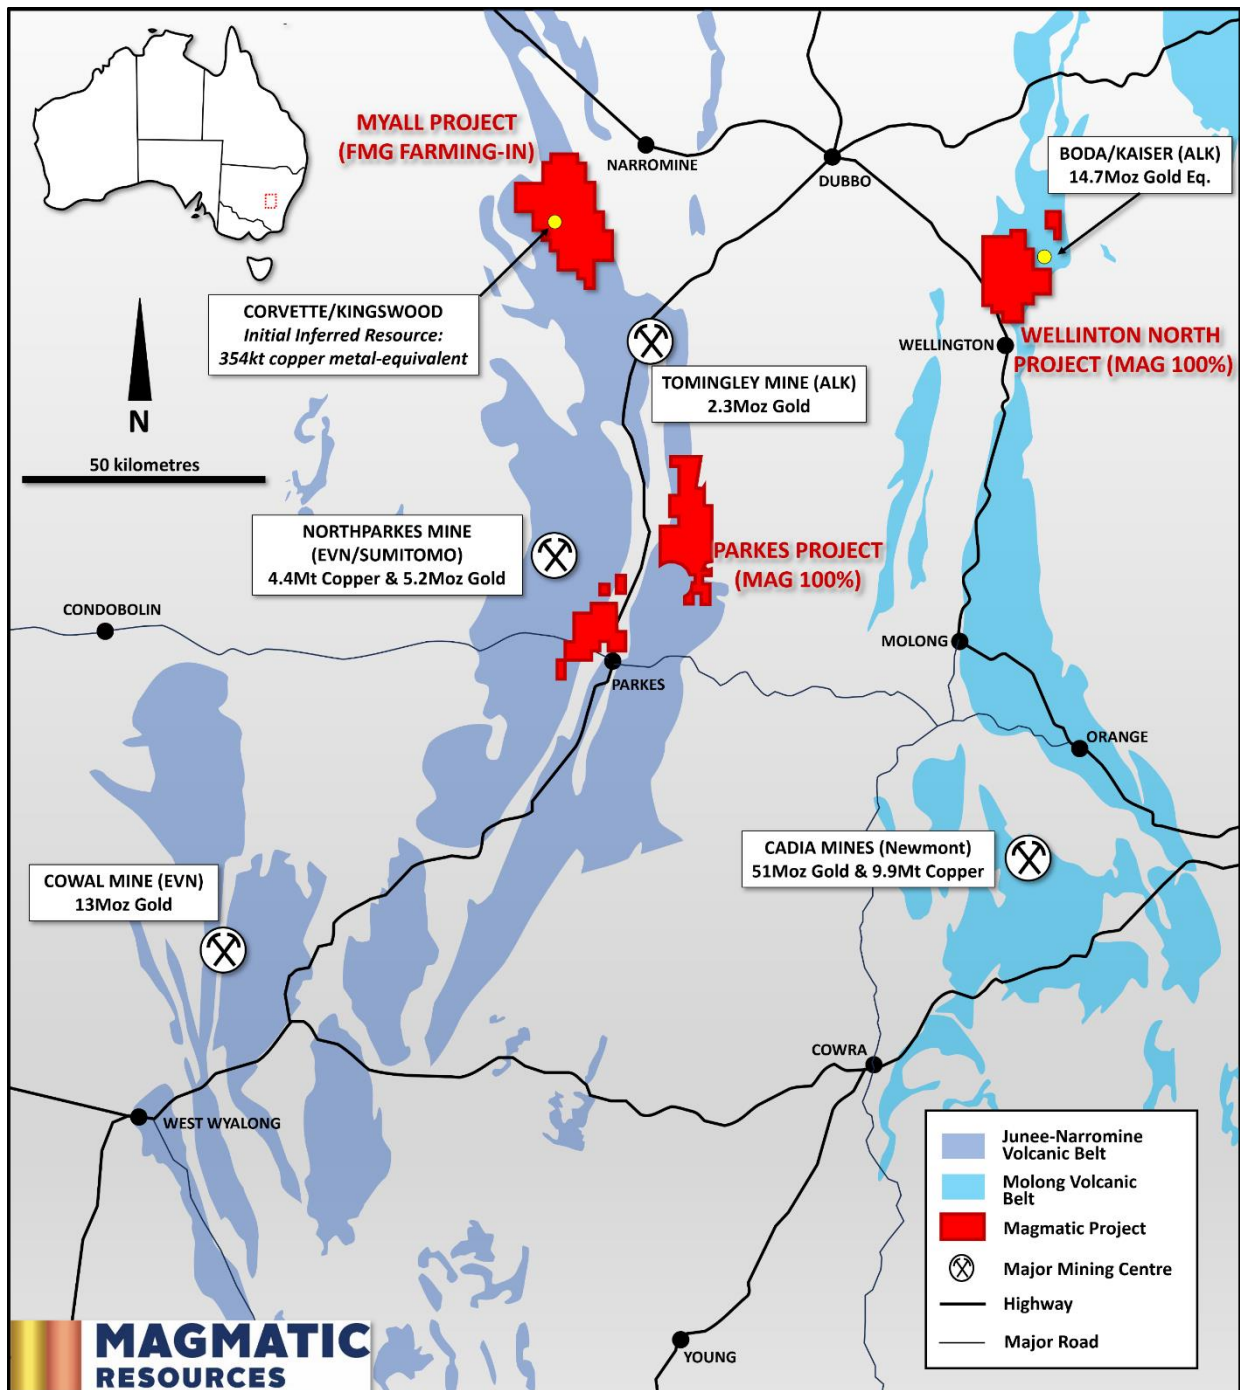 MYALL PROJECT
(FMG FARMING-IN)
NARROMINE
DUBBO
BODA/KAISER (ALK)
14.7Moz Gold Eq.
CORVETTE/KINGSWOOD
Initial Inferred Resource:
354kt copper metal-equivalent
N
50 kilometres
WELLINGTON
WELLINTON NORTH
PROJECT (MAG 100%)
TOMINGLEY MINE (ALK)
2.3Moz Gold
NORTHPARKES MINE
(EVN/SUMITOMO)
4.4Mt Copper & 5.2Moz Gold
PARKES PROJECT
(MAG 100%)
CONDOBOLIN
PARKES
MOLONG
ORANGE
CADIA MINES (Newmont)
51Moz Gold & 9.9Mt Copper
COWAL MINE (EVN)
13Moz Gold
COWRA
WEST WYALONG
YOUNG
Junee-Narromine
Volcanic Belt
Molong Volcanic
Belt
Magmatic Project
Major Mining Centre
Highway
Major Road
MAGMATIC
RESOURCES